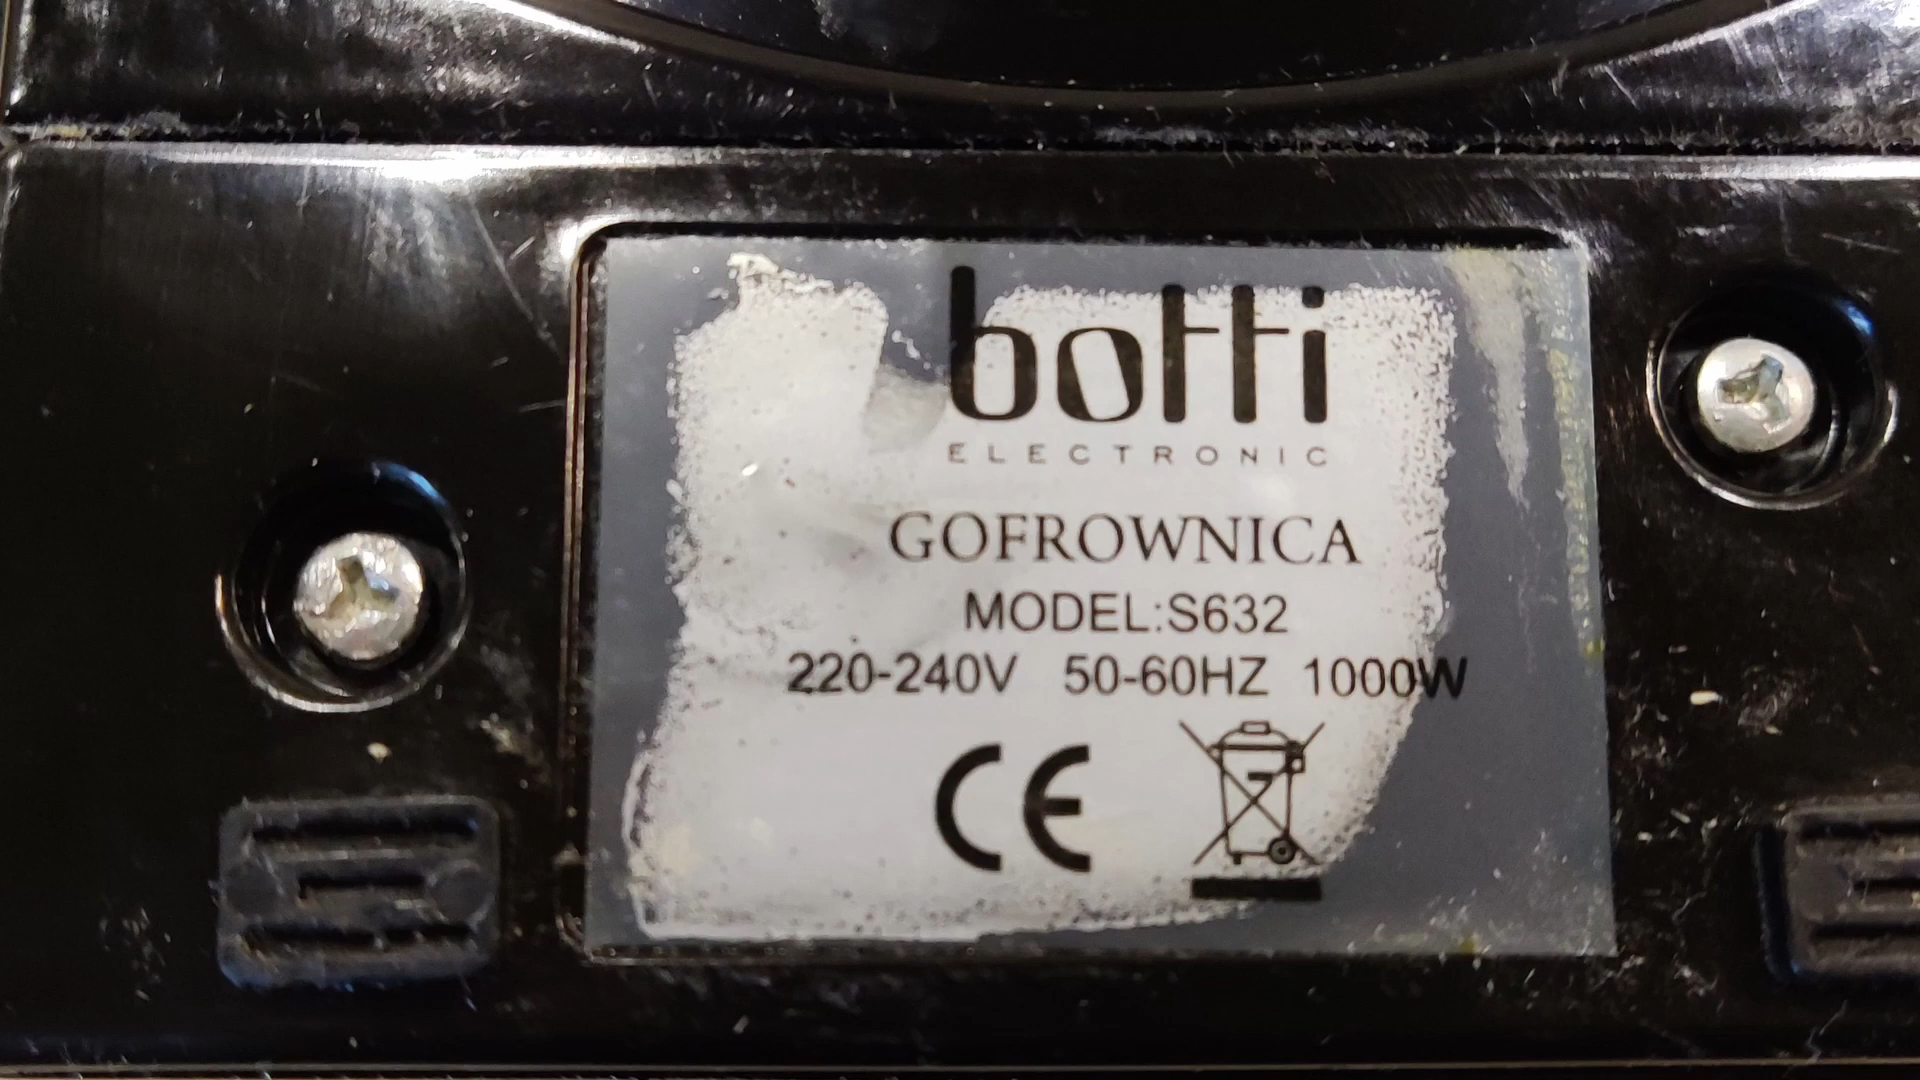 botti
ELECTRONIC
GOFROWNICA
MODEL:S632
220-240V 50-60HZ 1000W
CE